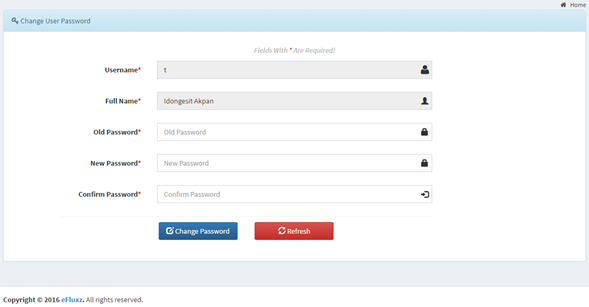 Home
Change User Password
Fields With * Are Required!
Username* t
Full Name* Idongesit Akpan
Old Password* Old Password
New Password* New Password
Confirm Password* Confirm Password
Change Password Refresh
Copyright © 2016 eFluxz. All rights reserved.